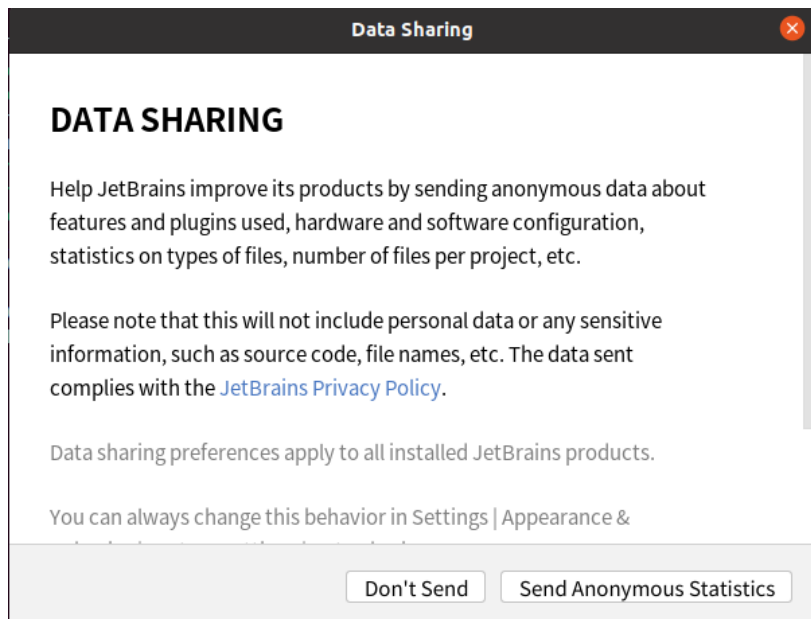 Data Sharing
DATA SHARING
Help JetBrains improve its products by sending anonymous data about
features and plugins used, hardware and software configuration,
statistics on types of files, number of files per project, etc.
Please note that this will not include personal data or any sensitive
information, such as source code, file names, etc. The data sent
complies with the JetBrains Privacy Policy.
Data sharing preferences apply to all installed JetBrains products.
You can always change this behavior in Settings | Appearance &
Don't Send
Send Anonymous Statistics